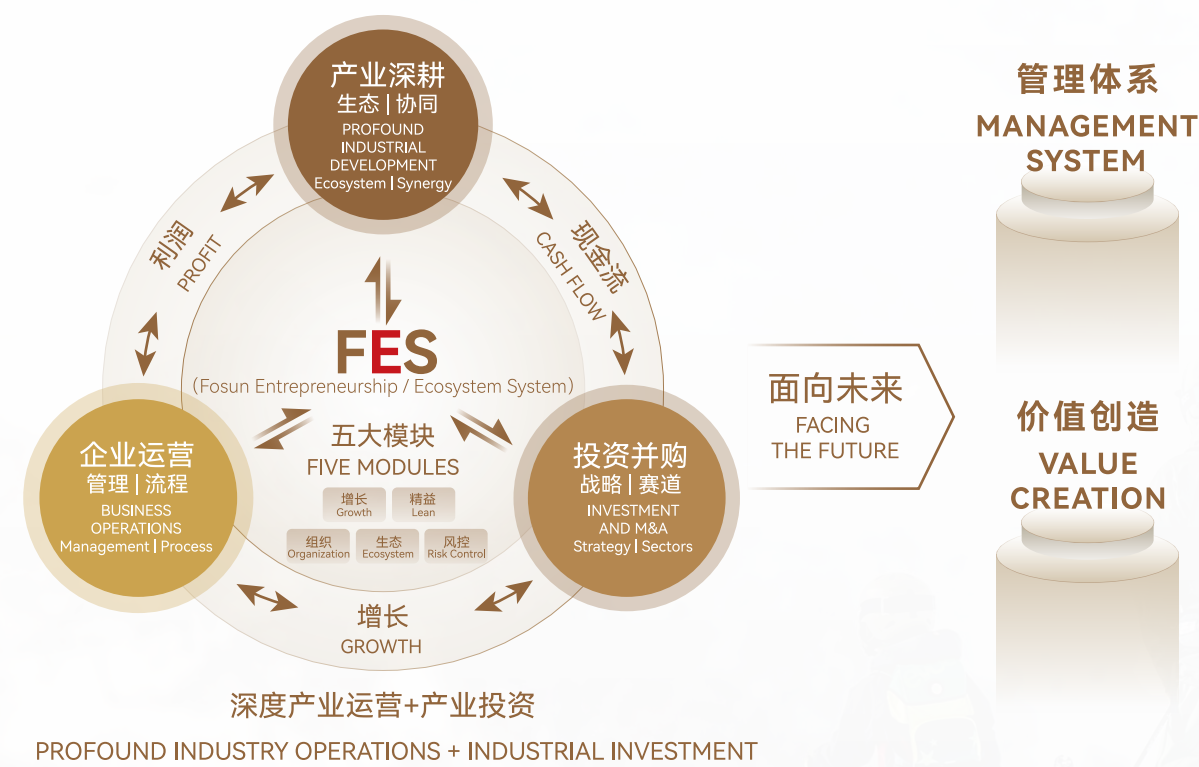 产业深耕
生态 | 协同
PROFOUND
INDUSTRIAL
DEVELOPMENT
Ecosystem | Synergy
利润
PROFIT
现金流
CASH FLOW
FES
(Fosun Entrepreneurship / Ecosystem System)
企业运营
管理 | 流程
BUSINESS
OPERATIONS
Management | Process
五大模块
FIVE MODULES
增长
Growth
精益
Lean
组织
Organization
生态
Ecosystem
风控
Risk Control
投资并购
战略 | 赛道
INVESTMENT
AND M&A
Strategy | Sectors
增长
GROWTH
深度产业运营+产业投资
PROFOUND INDUSTRY OPERATIONS + INDUSTRIAL INVESTMENT
面向未来
FACING
THE FUTURE
管理体系
MANAGEMENT
SYSTEM
价值创造
VALUE
CREATION